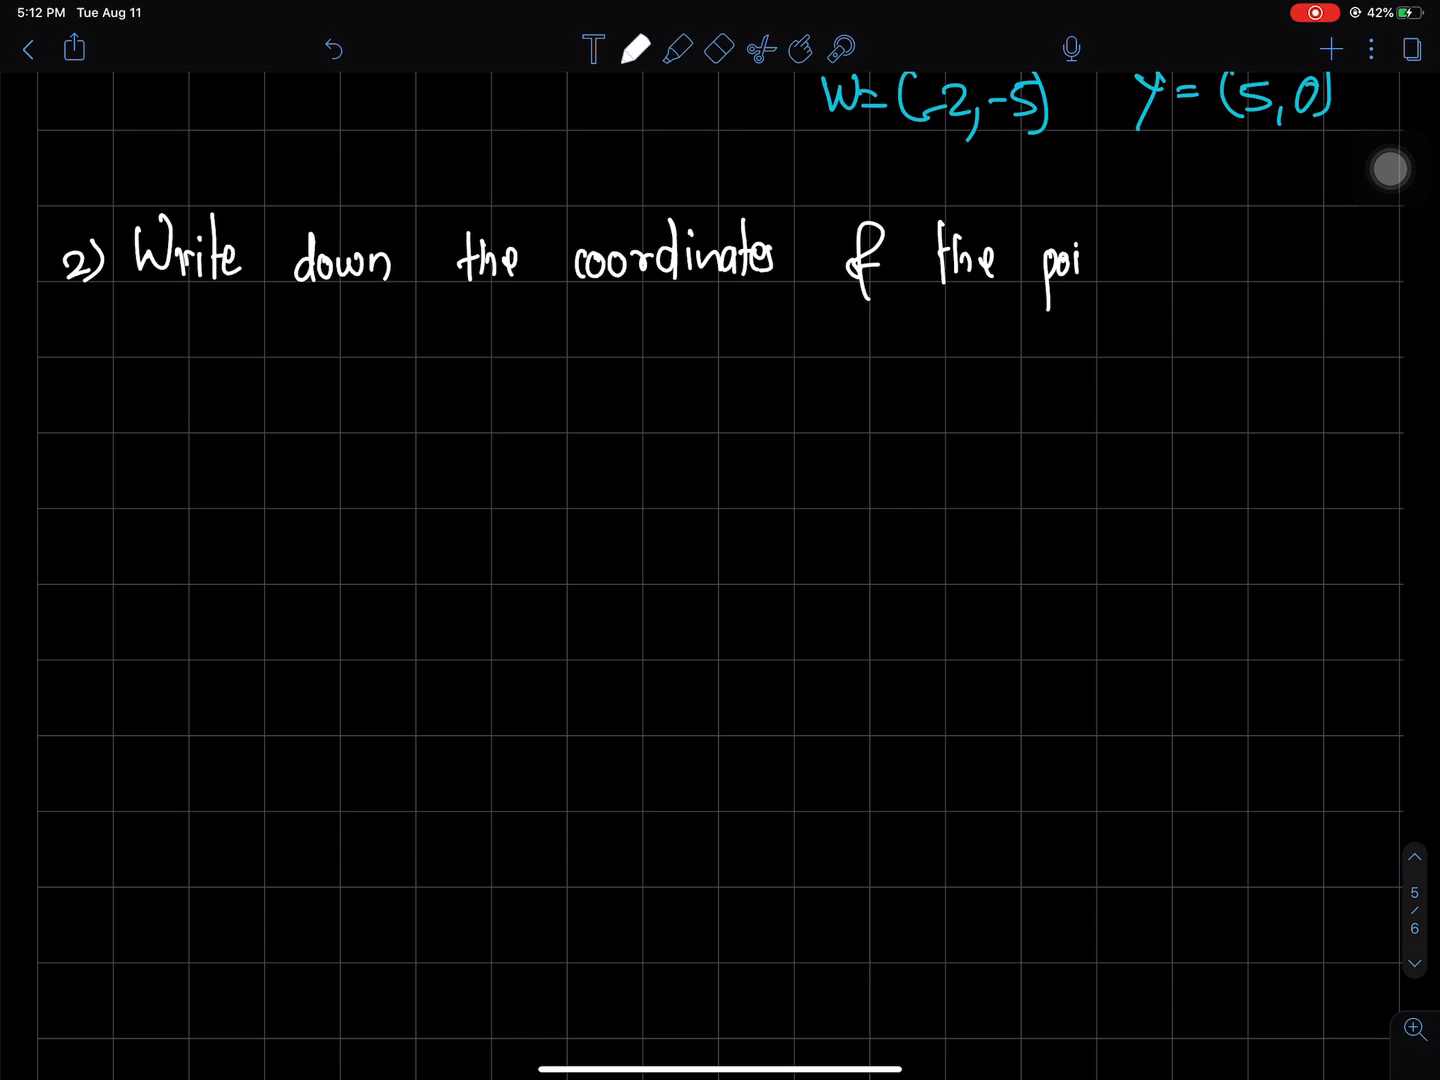 5:12 PM Tue Aug 11 42%
W=(-2,-5) Y=(5,0)
2) Write down the coordinates of the poi
5
/
6